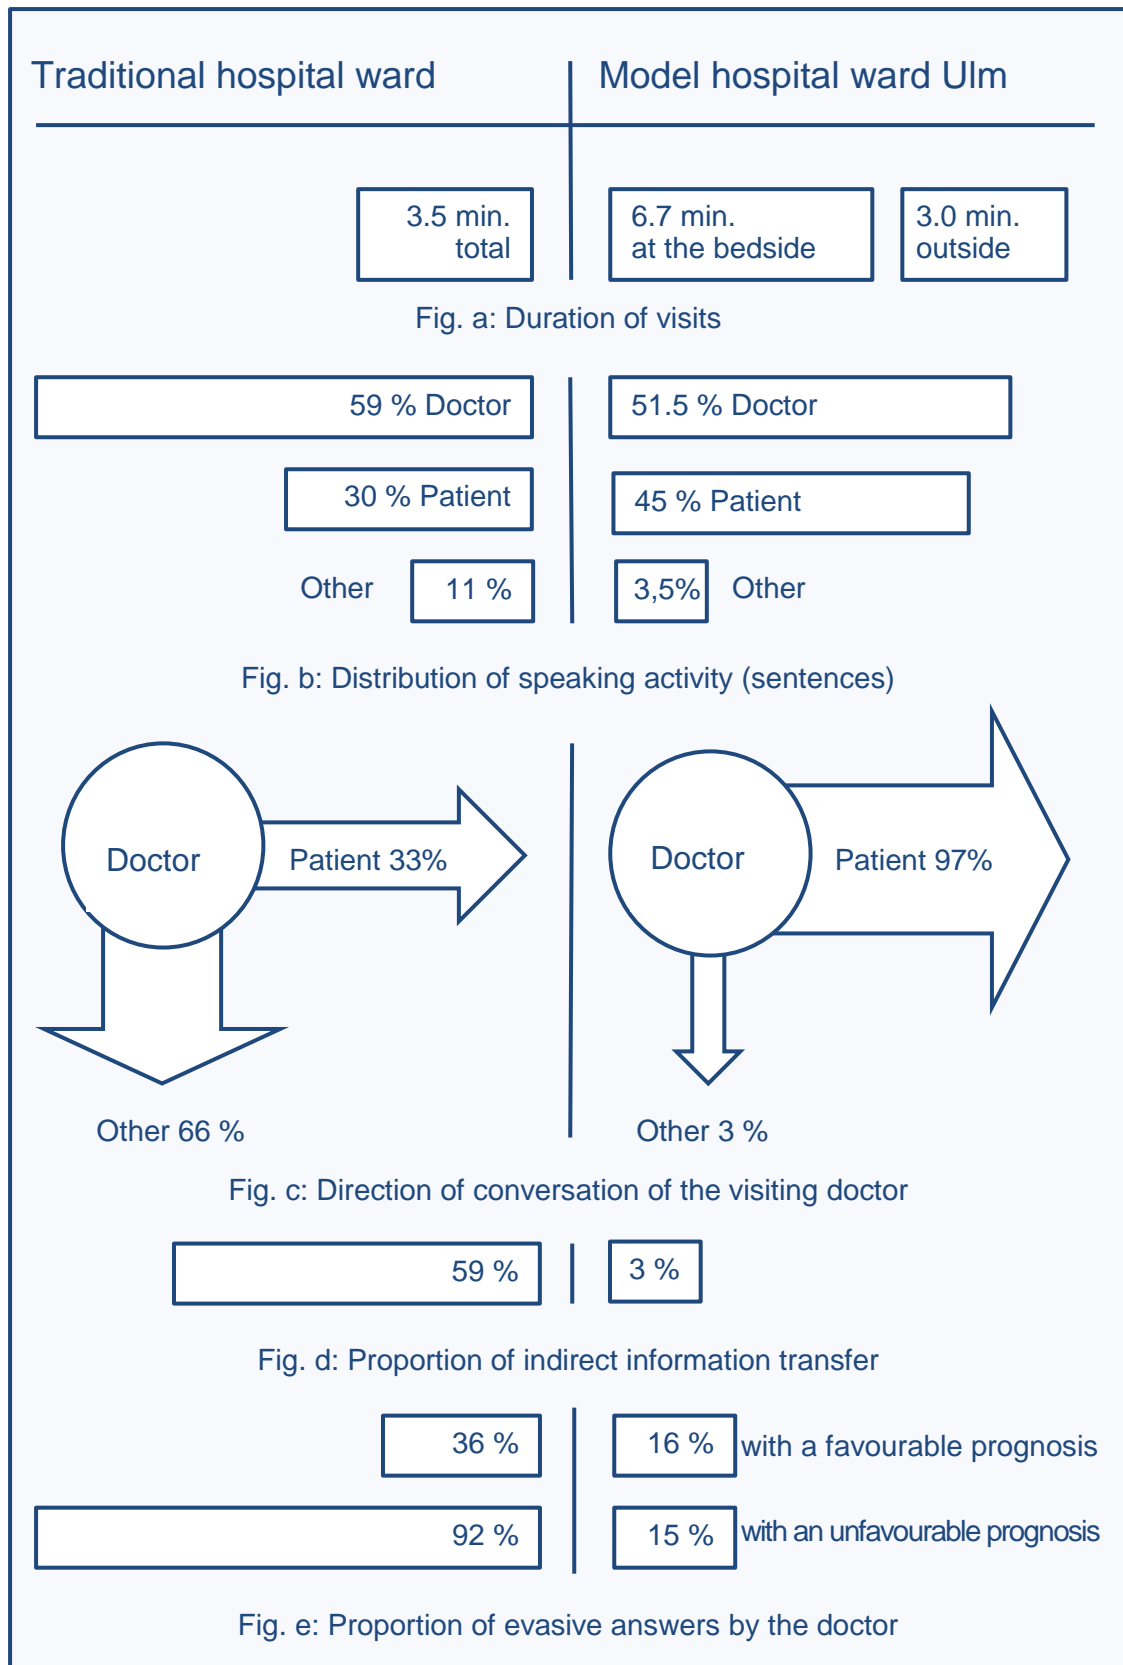 Traditional hospital ward
Model hospital ward Ulm
3.5 min.
total
6.7 min.
at the bedside
3.0 min.
outside
Fig. a: Duration of visits
59 % Doctor
51.5 % Doctor
30 % Patient
45 % Patient
Other
11 %
3,5%
Other
Fig. b: Distribution of speaking activity (sentences)
Doctor
Patient 33%
Doctor
Patient 97%
Other 66 %
Other 3 %
Fig. c: Direction of conversation of the visiting doctor
59 %
3 %
Fig. d: Proportion of indirect information transfer
36 %
16 %
with a favourable prognosis
92 %
15 %
with an unfavourable prognosis
Fig. e: Proportion of evasive answers by the doctor